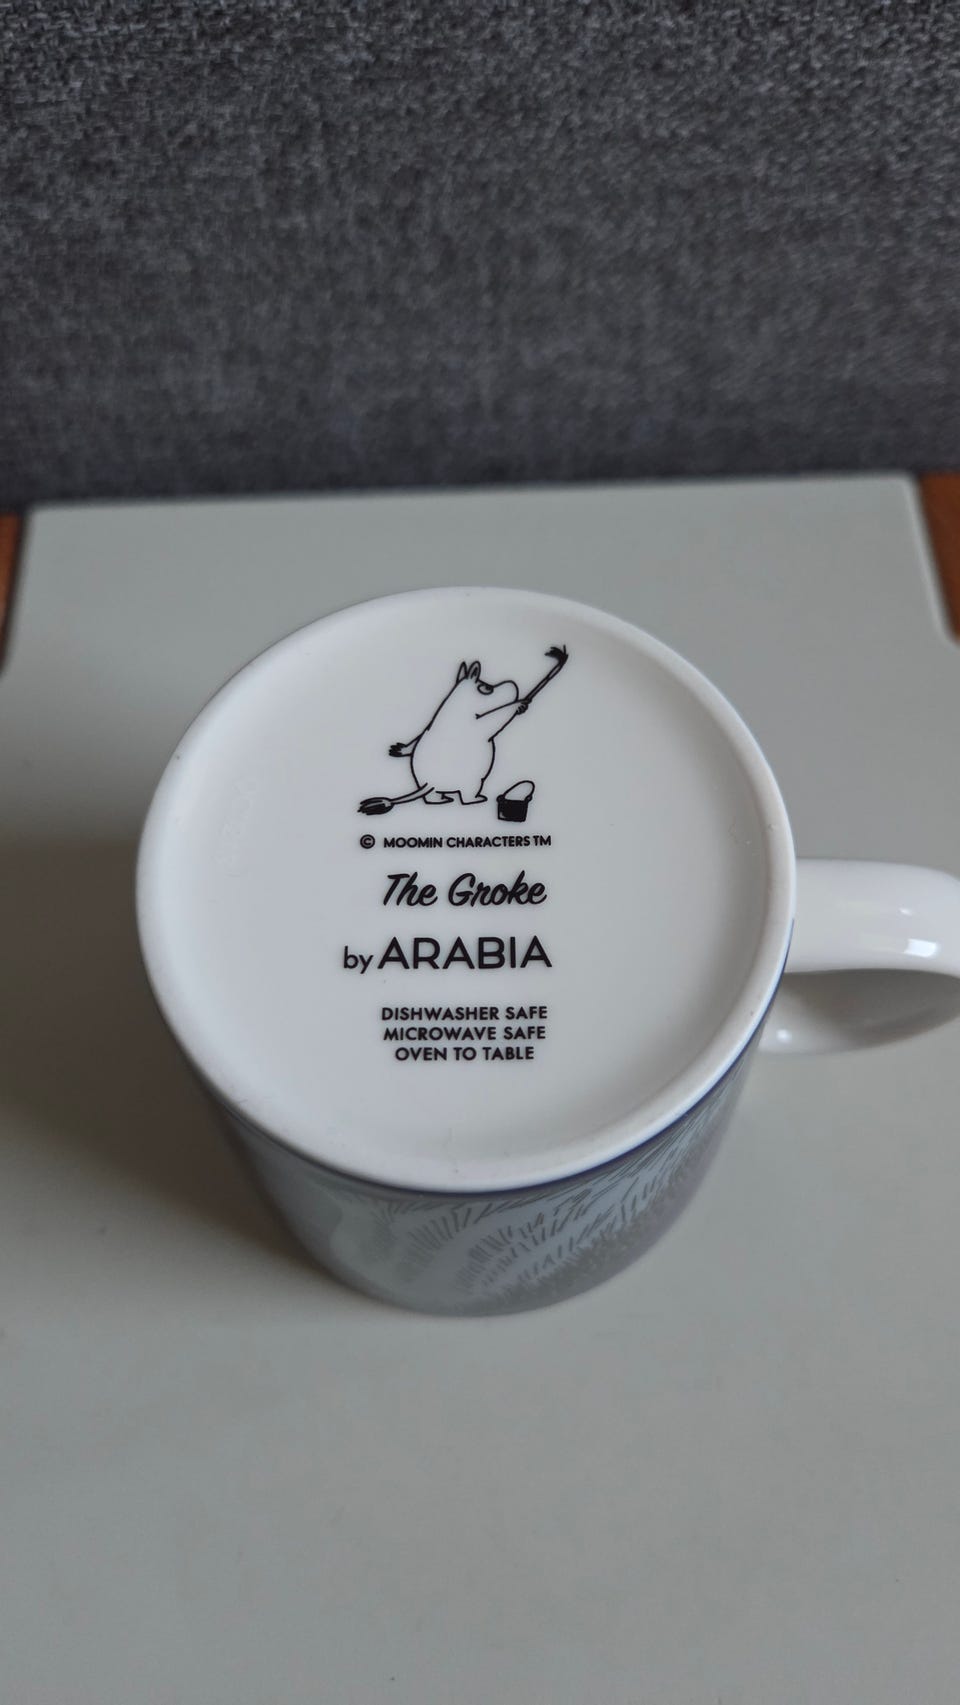 © MOOMIN CHARACTERS TM
The Groke
by ARABIA
DISHWASHER SAFE
MICROWAVE SAFE
OVEN TO TABLE